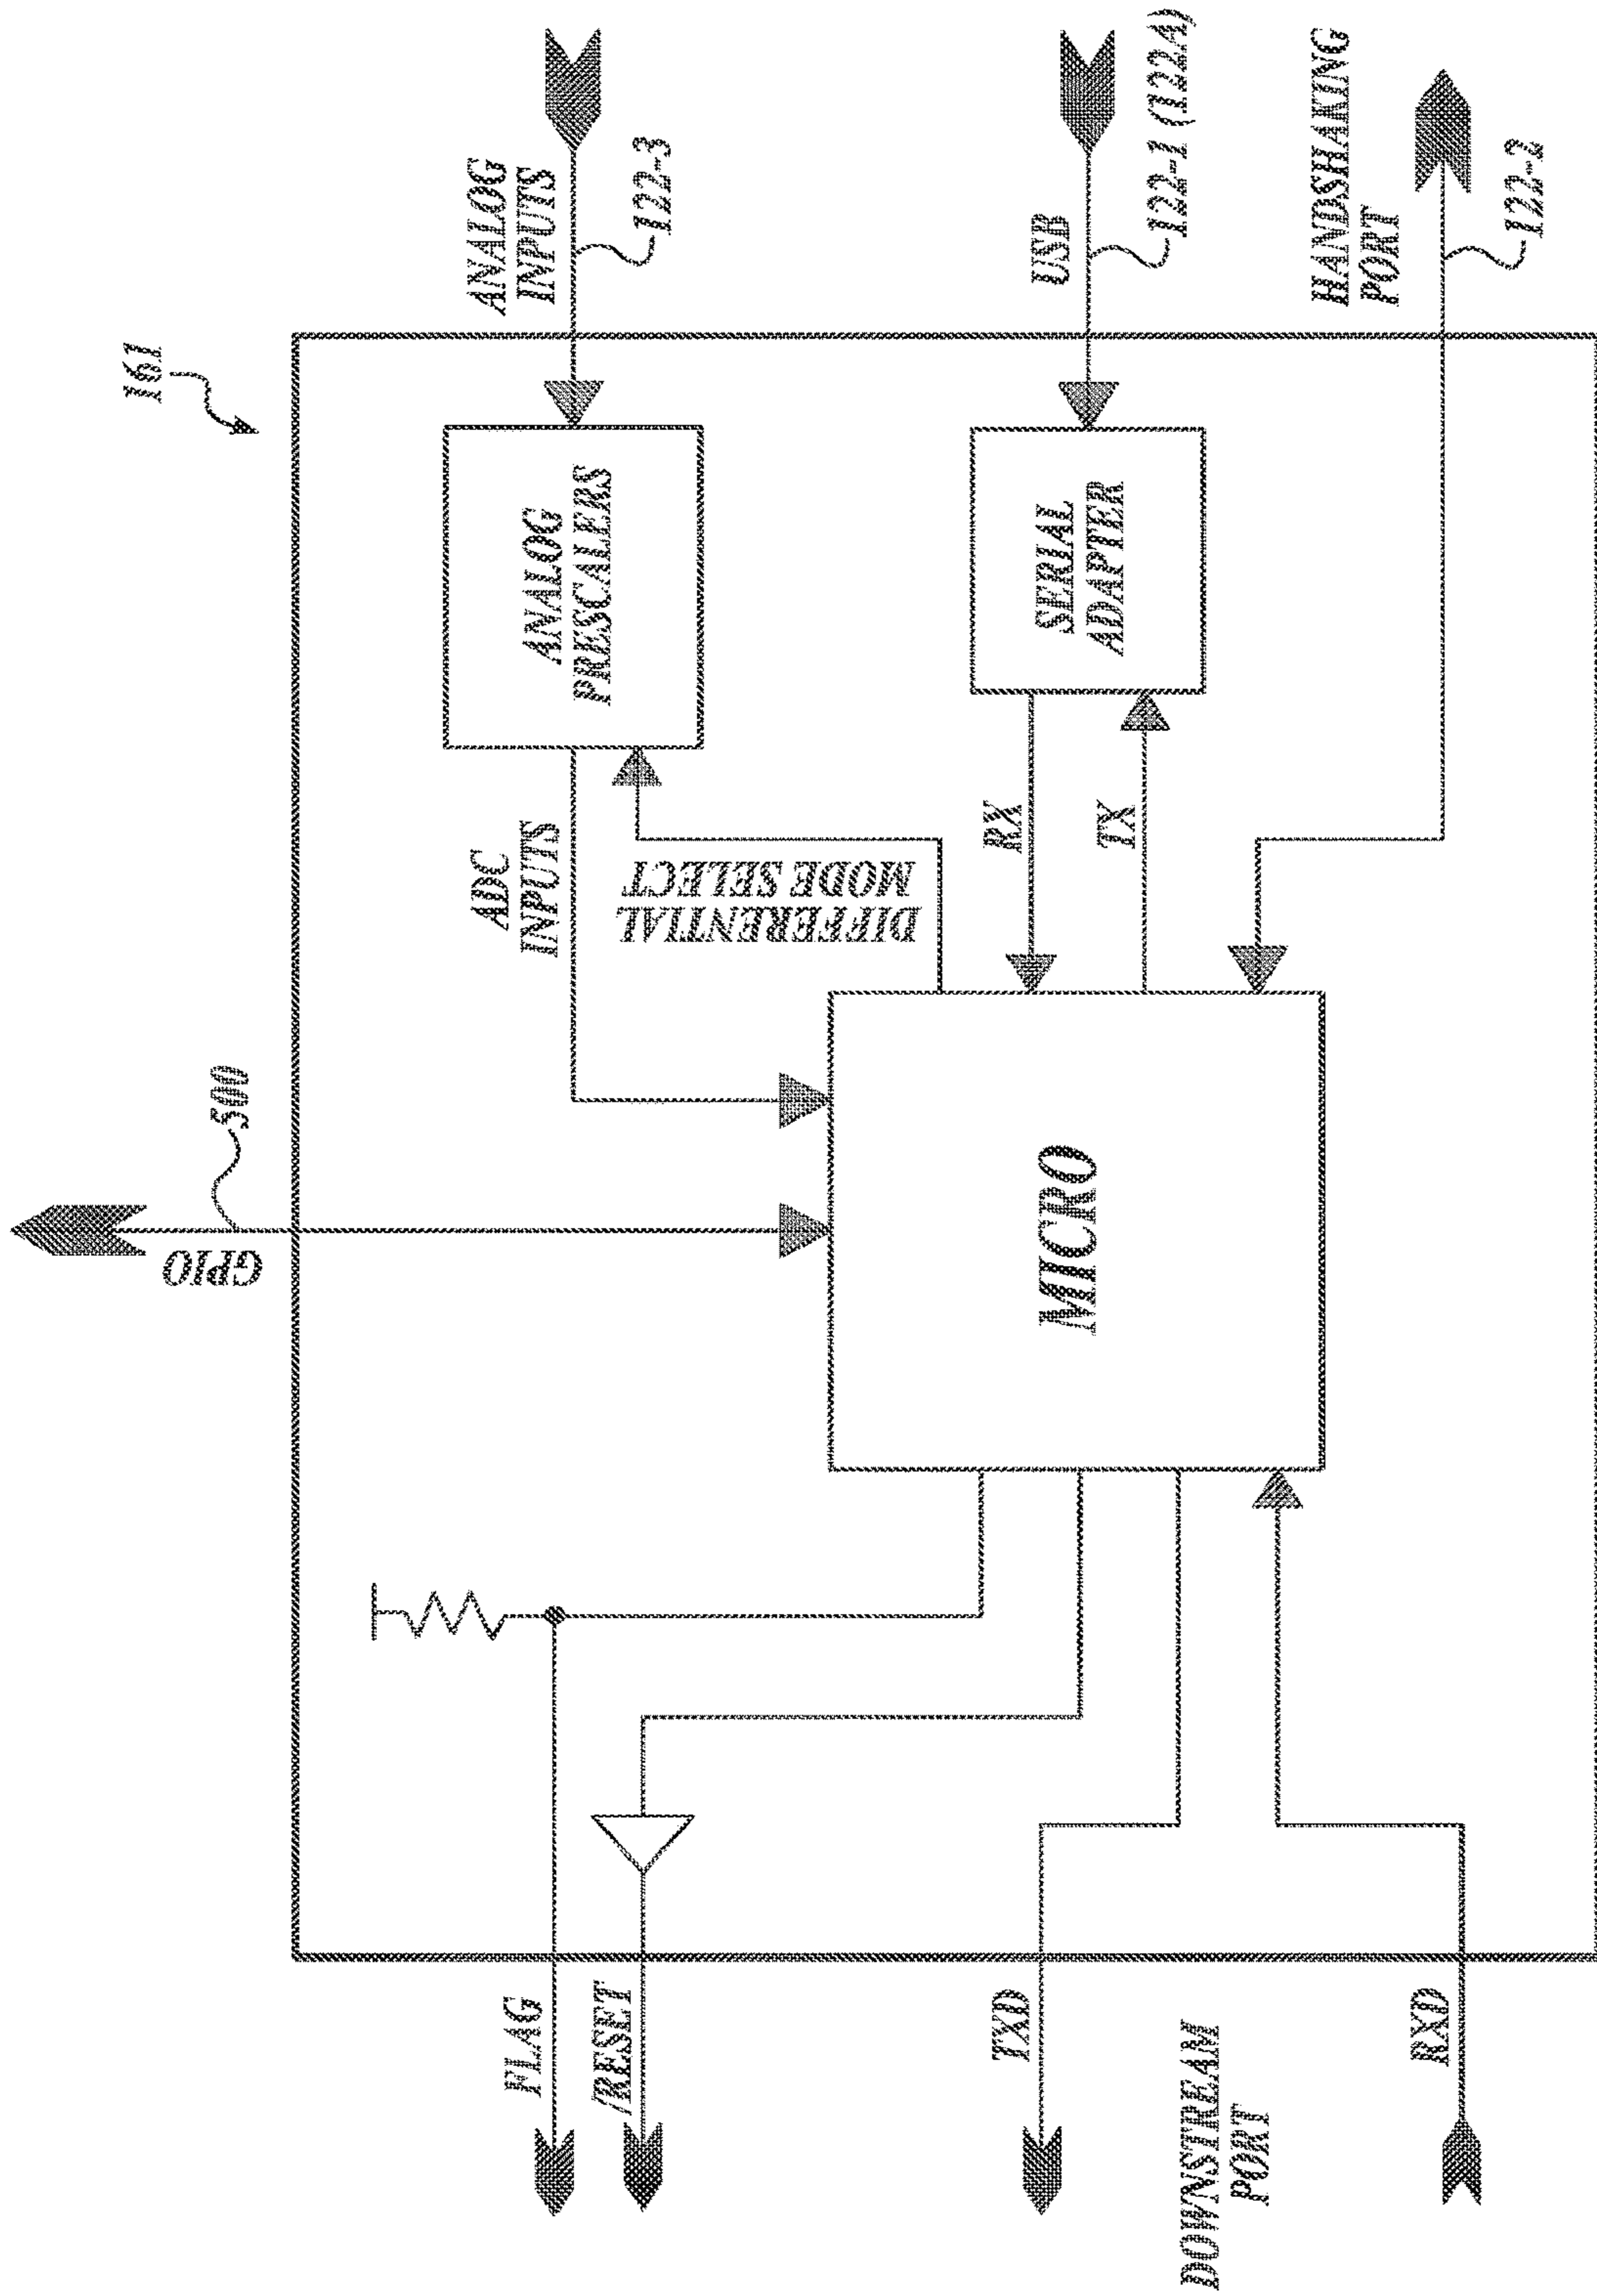 161
ANALOG
INPUTS
122-3
USB
122-1 (122A)
HANDSHAKING
PORT
122-2
ANALOG
PRESCALERS
SERIAL
ADAPTER
ADC
INPUTS
DIFFERENTIAL
MODE SELECT
RX
TX
500
GPIO
MICRO
FLAG
/RESET
TXD
DOWNSTREAM
PORT
RXD